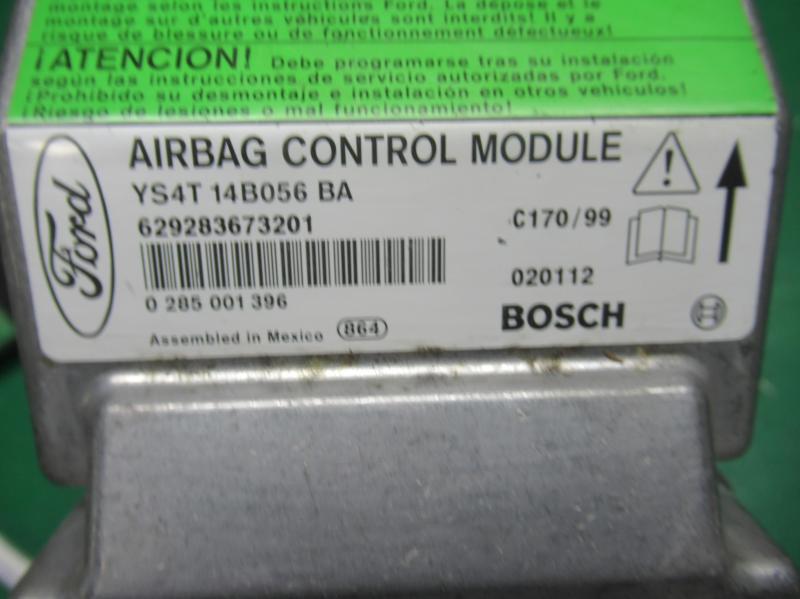 montage selon les instructions Ford. La dépose et le
montage sur d'autres véhicules sont interdits! Il y a
risque de blessure ou de fonctionnement défectueux!
¡ATENCION! Debe programarse tras su instalación
según las instrucciones de servicio autorizadas por Ford.
¡Prohibido su desmontaje e instalación en otros vehículos!
¡Riesgo de lesiones o mal funcionamiento!
Ford
AIRBAG CONTROL MODULE
YS4T 14B056 BA
629283673201
C170/99
0 285 001 396
020112
Assembled in Mexico 864
BOSCH